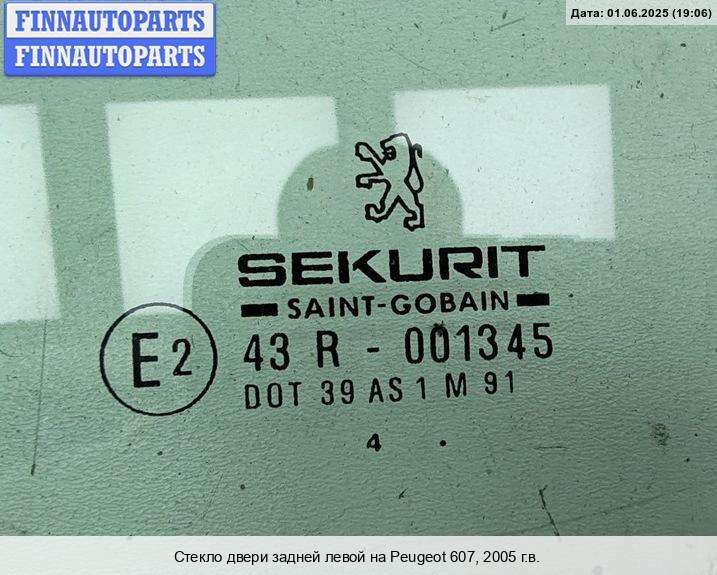 FINNAUTOPARTS
FINNAUTOPARTS
Дата: 01.06.2025 (19:06)
SEKURIT
SAINT-GOBAIN
E2
43 R - 001345
DOT 39 AS 1 M 91
4 .
Стекло двери задней левой на Peugeot 607, 2005 г.в.